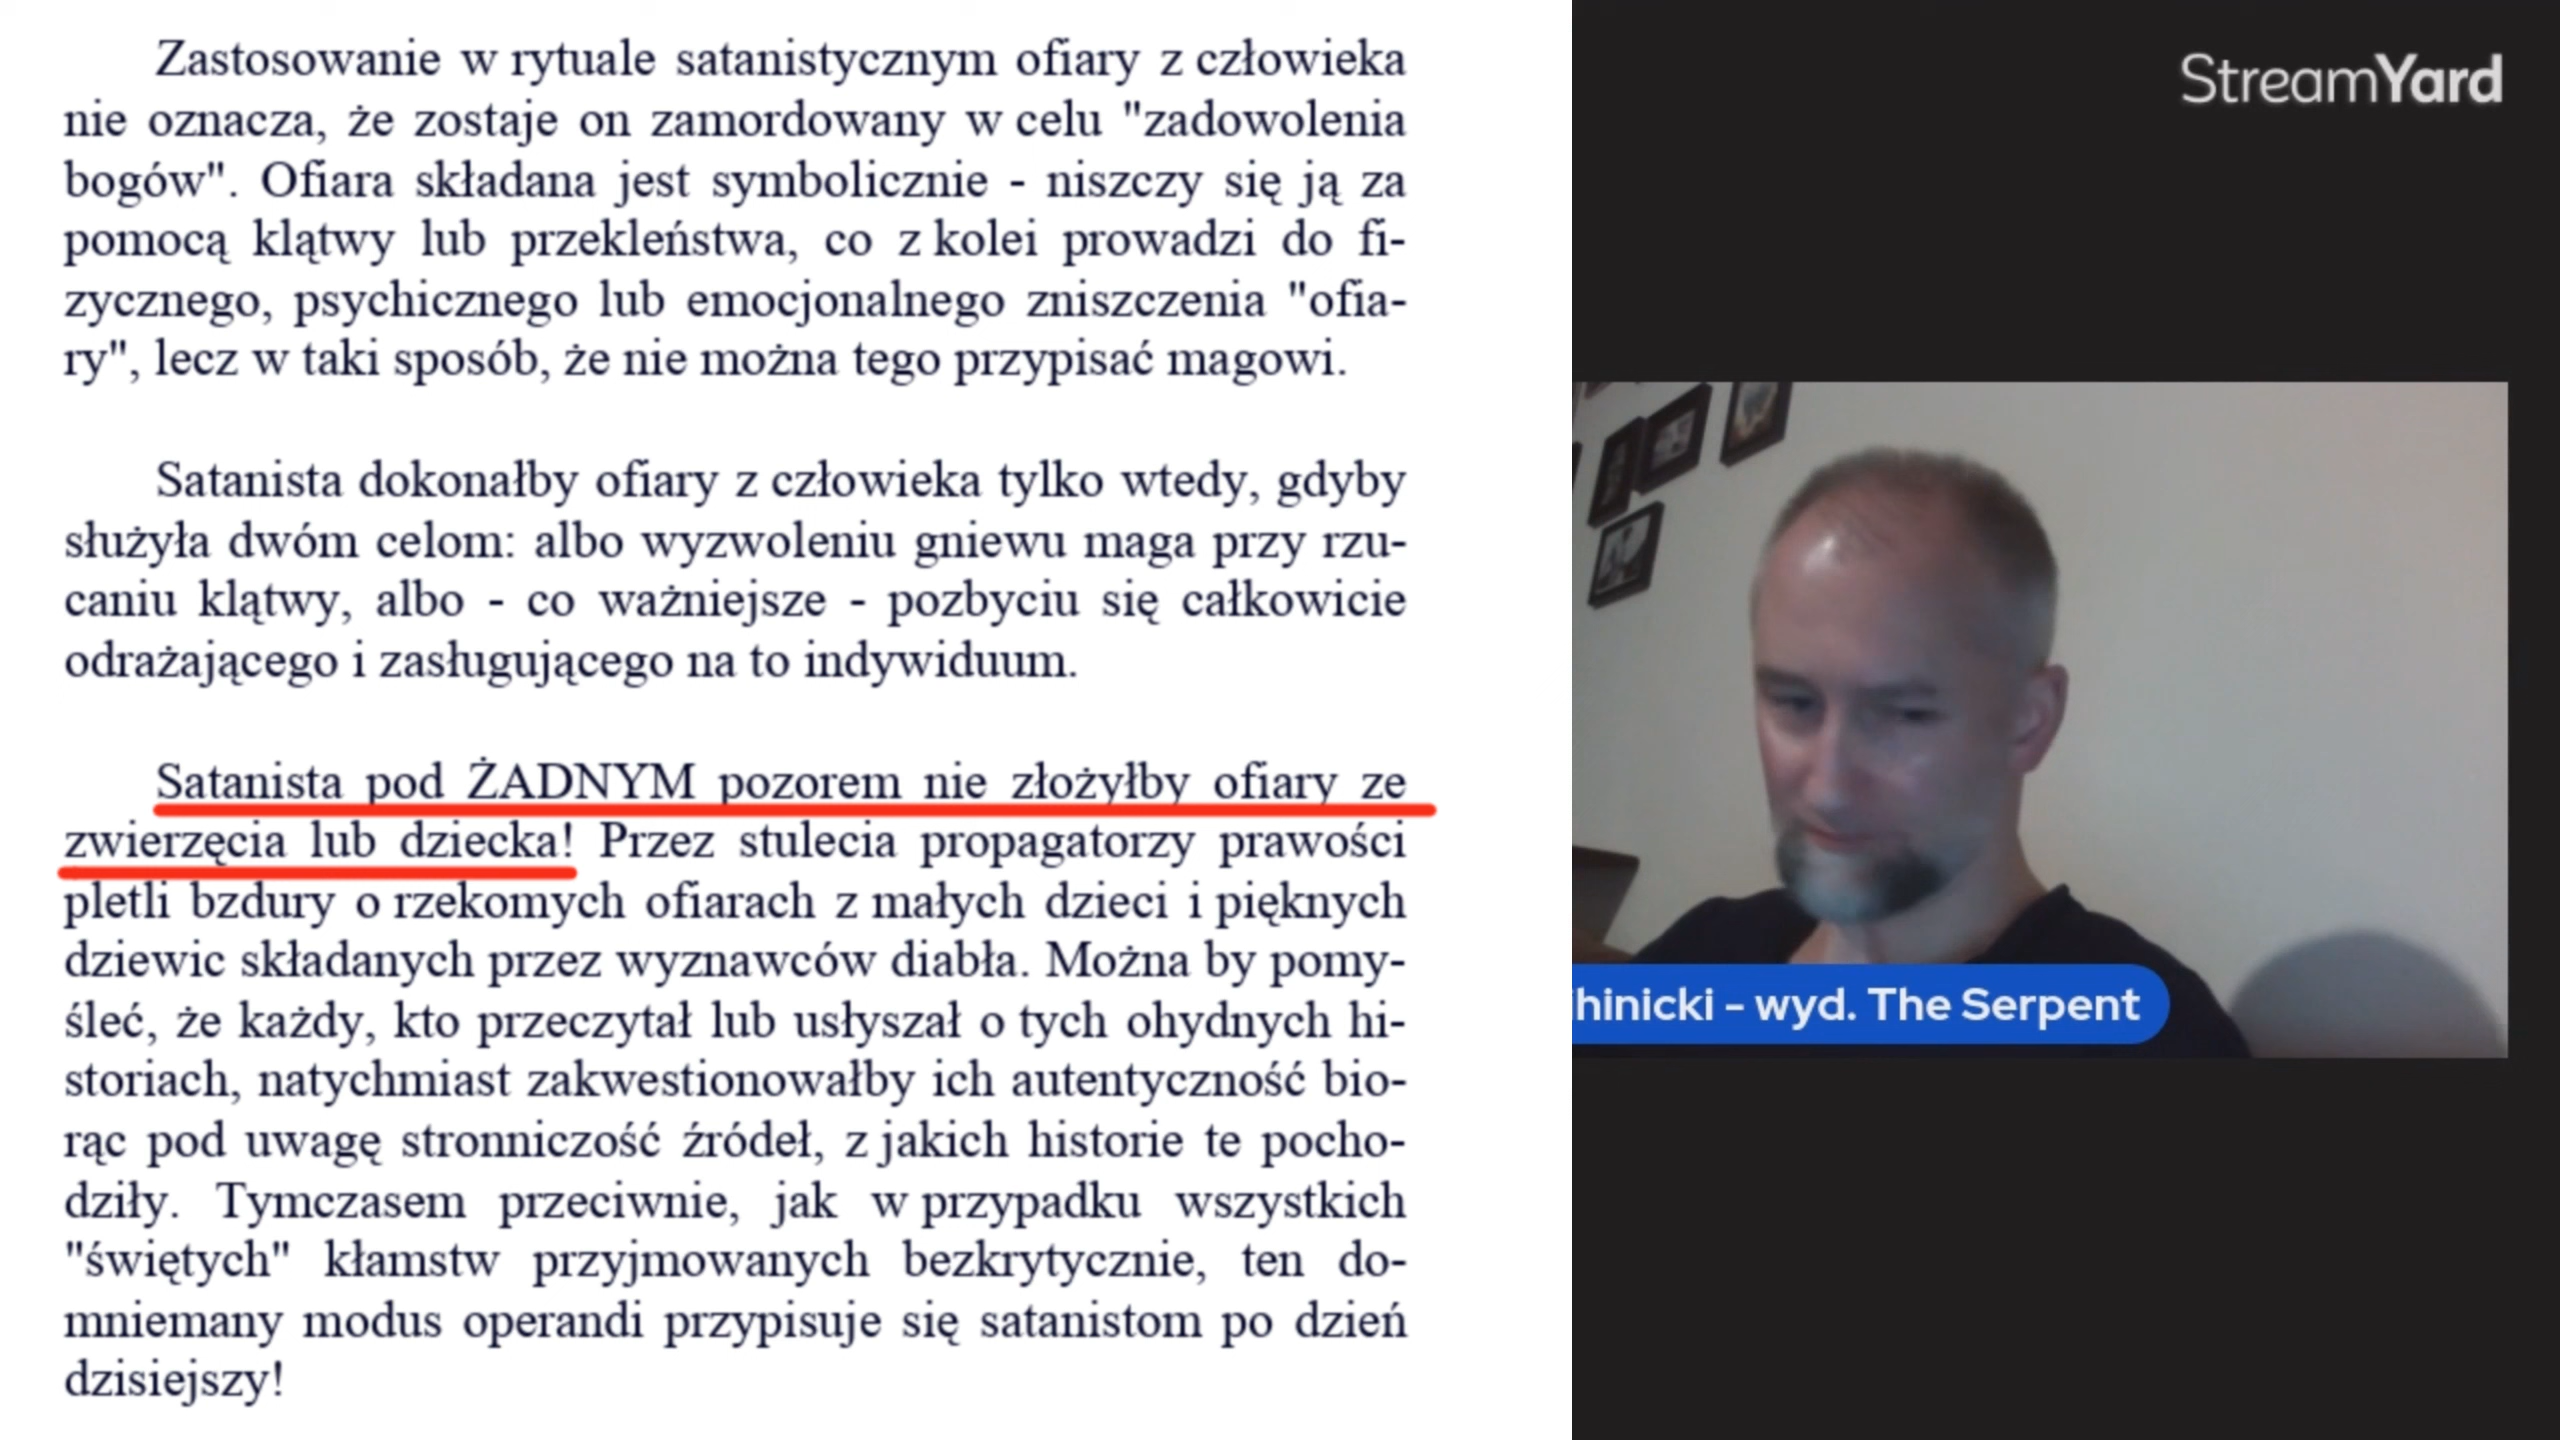 Zastosowanie w rytuale satanistycznym ofiary z człowieka
nie oznacza, że zostaje on zamordowany w celu "zadowolenia
bogów". Ofiara składana jest symbolicznie - niszczy się ją za
pomocą klątwy lub przekleństwa, co z kolei prowadzi do fi-
zycznego, psychicznego lub emocjonalnego zniszczenia "ofia-
ry", lecz w taki sposób, że nie można tego przypisać magowi.
Satanista dokonałby ofiary z człowieka tylko wtedy, gdyby
służyła dwóm celom: albo wyzwoleniu gniewu maga przy rzu-
caniu klątwy, albo - co ważniejsze - pozbyciu się całkowicie
odrażającego i zasługującego na to indywiduum.
Satanista pod ŻADNYM pozorem nie złożyłby ofiary ze
zwierzęcia lub dziecka! Przez stulecia propagatorzy prawości
pletli bzdury o rzekomych ofiarach z małych dzieci i pięknych
dziewic składanych przez wyznawców diabła. Można by pomy-
śleć, że każdy, kto przeczytał lub usłyszał o tych ohydnych hi-
storiach, natychmiast zakwestionowałby ich autentyczność bio-
rąc pod uwagę stronniczość źródeł, z jakich historie te pocho-
dziły. Tymczasem przeciwnie, jak w przypadku wszystkich
"świętych" kłamstw przyjmowanych bezkrytycznie, ten do-
mniemany modus operandi przypisuje się satanistom po dzień
dzisiejszy!
StreamYard
hinicki - wyd. The Serpent